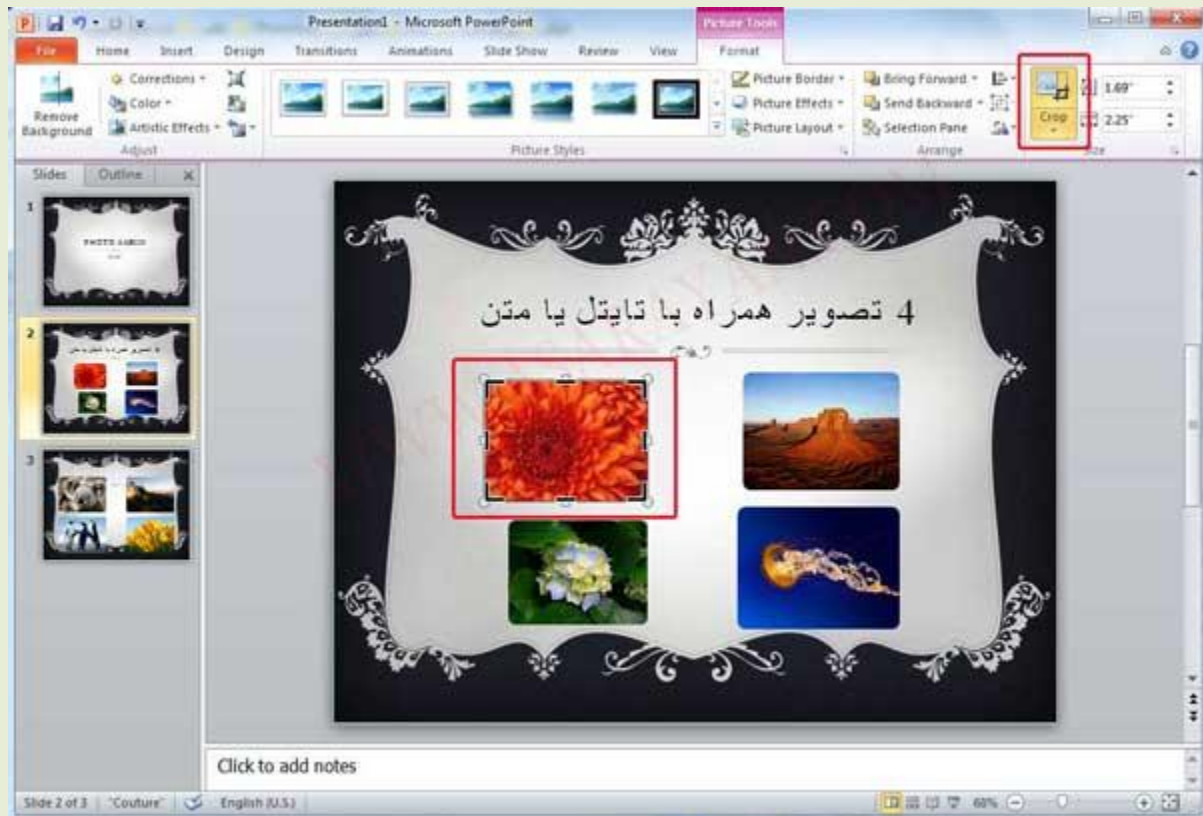 Presentation1 - Microsoft PowerPoint
Picture Tools
File Home Insert Design Transitions Animations Slide Show Review View Format
Remove Background
Corrections
Color
Artistic Effects
Adjust
Picture Styles
Picture Border
Picture Effects
Picture Layout
Bring Forward
Send Backward
Selection Pane
Arrange
Crop
1.69"
2.25"
Size
Slides Outline
1
2
3
4 تصویر همراه با تایتل یا متن
Click to add notes
Slide 2 of 3 "Couture" English (U.S.) 60%